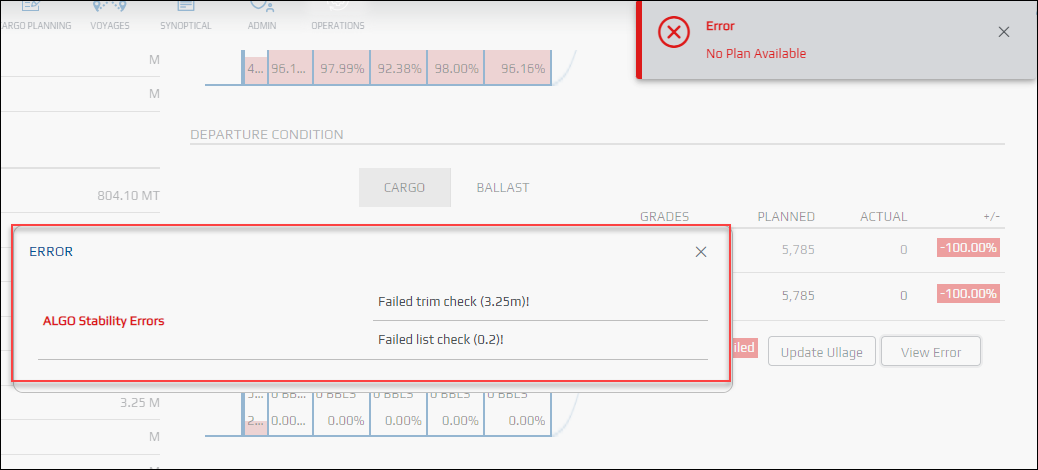 CARGO PLANNING VOYAGES SYNOPTICAL ADMIN OPERATIONS
Error
No Plan Available
M
4... 96.1... 97.99% 92.38% 98.00% 96.16%
M
DEPARTURE CONDITION
CARGO BALLAST
804.10 MT
GRADES PLANNED ACTUAL +/-
5,785 0 -100.00%
ERROR
5,785 0 -100.00%
Failed trim check (3.25m)!
ALGO Stability Errors
Failed list check (0.2)!
iled Update Ullage View Error
3.25 M
0 BBLS 0 BBLS 0 BBLS 0 BBLS
2... 0.00... 0.00% 0.00% 0.00% 0.00%
M
M